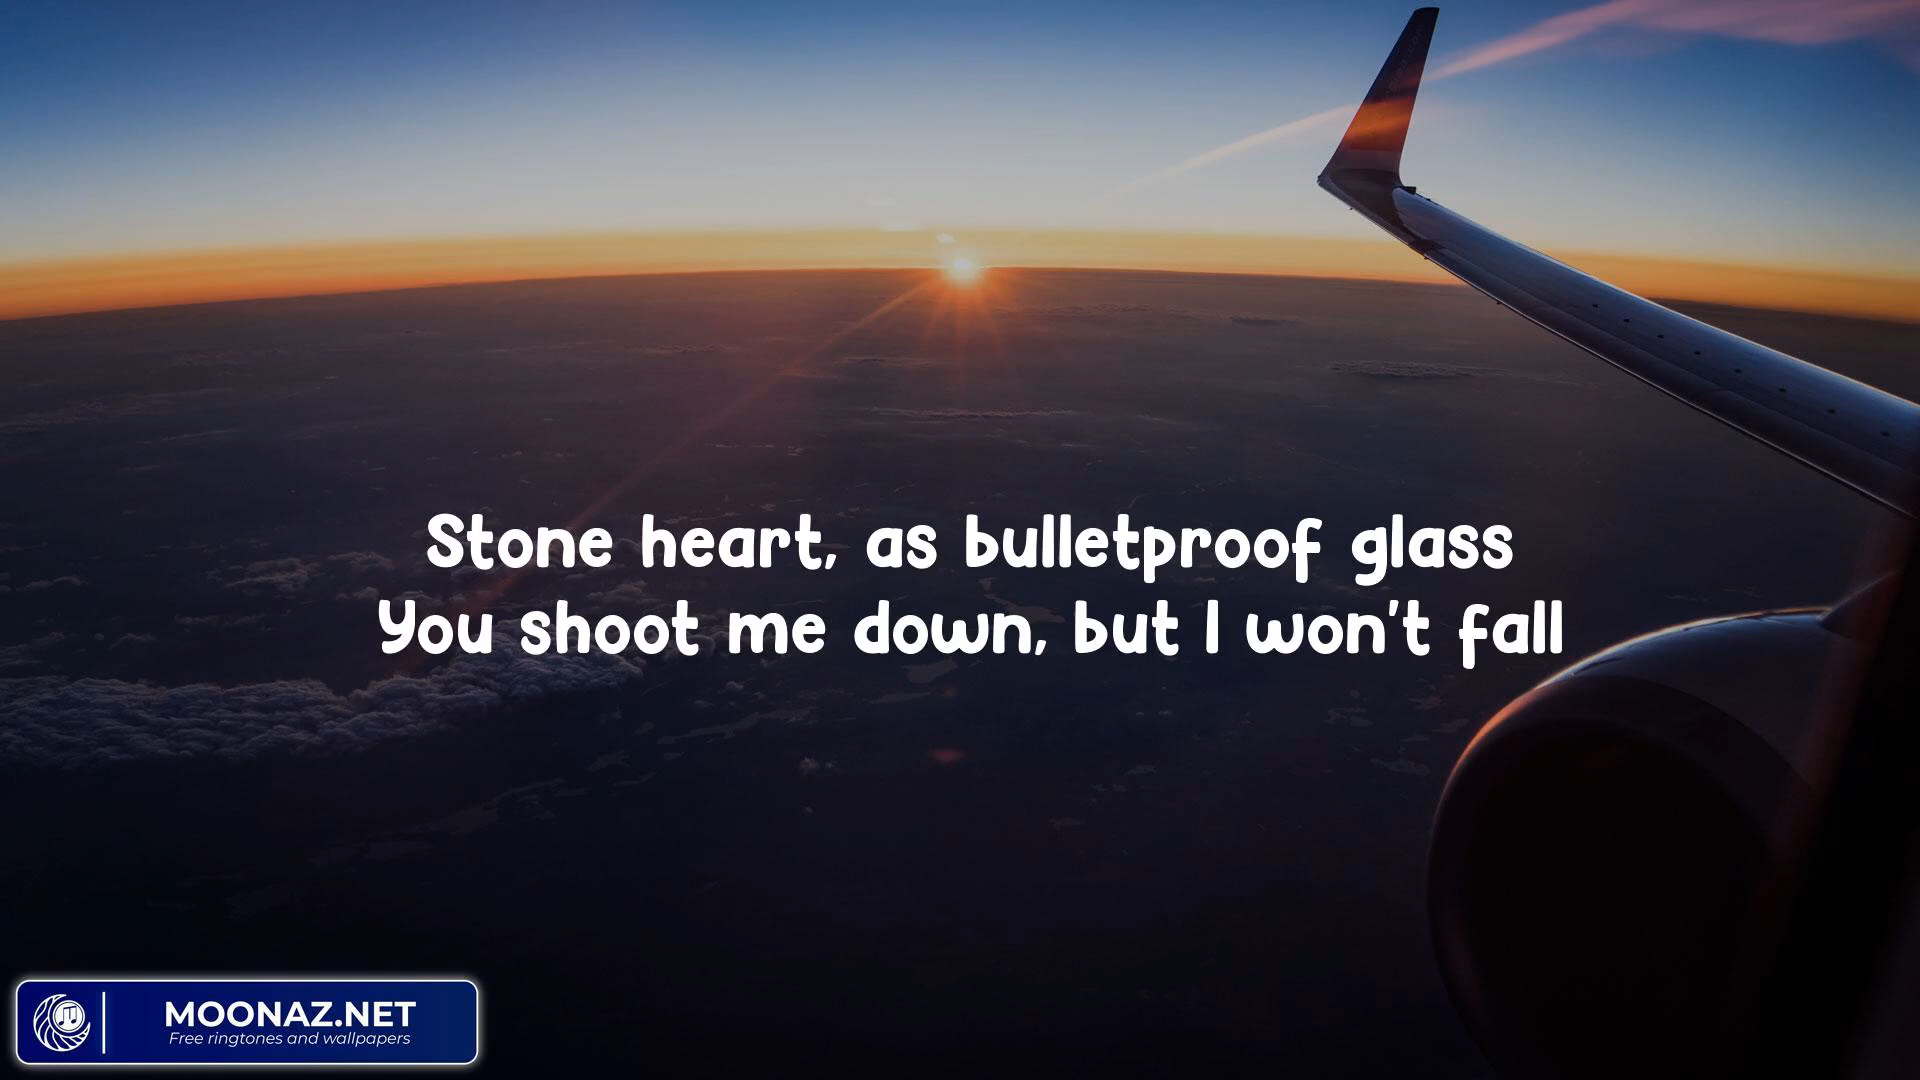 Stone heart, as bulletproof glass
You shoot me down, but I won't fall
MOONAZ.NET
Free ringtones and wallpapers